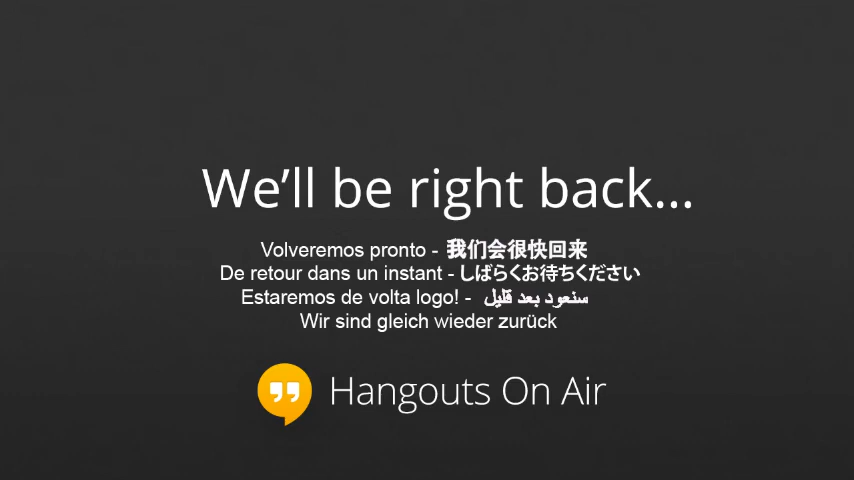 We'll be right back...
Volveremos pronto - 我们会很快回来
De retour dans un instant - しばらくお待ちください
Estaremos de volta logo! - سنعود بعد قليل
Wir sind gleich wieder zurück
Hangouts On Air